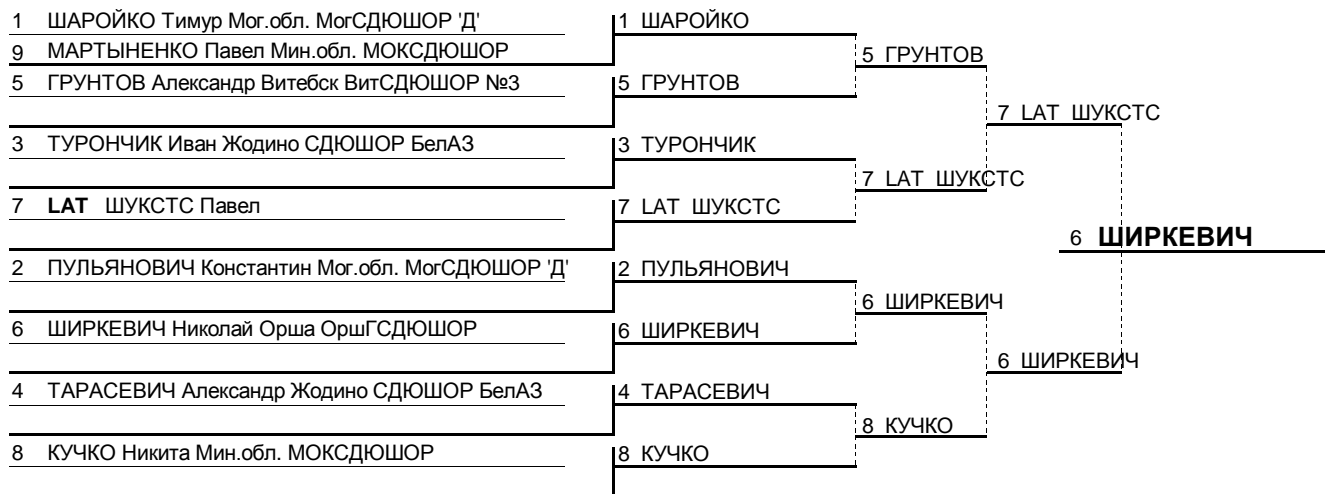 1 ШАРОЙКО Тимур Мог.обл. МогСДЮШОР 'Д'
9 МАРТЫНЕНКО Павел Мин.обл. МОКСДЮШОР
5 ГРУНТОВ Александр Витебск ВитСДЮШОР №3
3 ТУРОНЧИК Иван Жодино СДЮШОР БелАЗ
7 LAT ШУКСТС Павел
2 ПУЛЬЯНОВИЧ Константин Мог.обл. МогСДЮШОР 'Д'
6 ШИРКЕВИЧ Николай Орша ОршГСДЮШОР
4 ТАРАСЕВИЧ Александр Жодино СДЮШОР БелАЗ
8 КУЧКО Никита Мин.обл. МОКСДЮШОР
1 ШАРОЙКО
5 ГРУНТОВ
3 ТУРОНЧИК
7 LAT ШУКСТС
2 ПУЛЬЯНОВИЧ
6 ШИРКЕВИЧ
4 ТАРАСЕВИЧ
8 КУЧКО
5 ГРУНТОВ
7 LAT ШУКСТС
6 ШИРКЕВИЧ
8 КУЧКО
7 LAT ШУКСТС
6 ШИРКЕВИЧ
6 ШИРКЕВИЧ